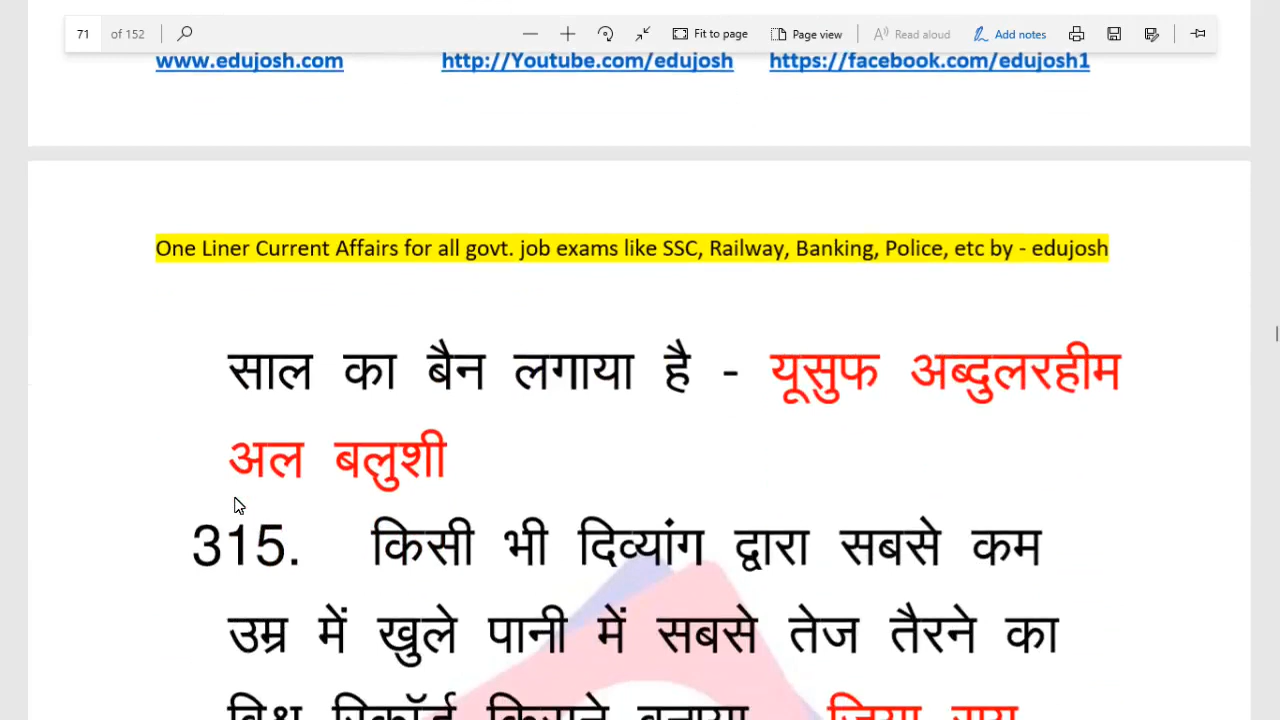 71 of 152 Fit to page Page view Read aloud Add notes
www.edujosh.com http://Youtube.com/edujosh https://facebook.com/edujosh1
One Liner Current Affairs for all govt. job exams like SSC, Railway, Banking, Police, etc by - edujosh
साल का बैन लगाया है - यूसुफ अब्दुलरहीम
अल बलुशी
315. किसी भी दिव्यांग द्वारा सबसे कम
उम्र में खुले पानी में सबसे तेज तैरने का
विश्व रिकॉर्ड किसने बनाया जिया राय